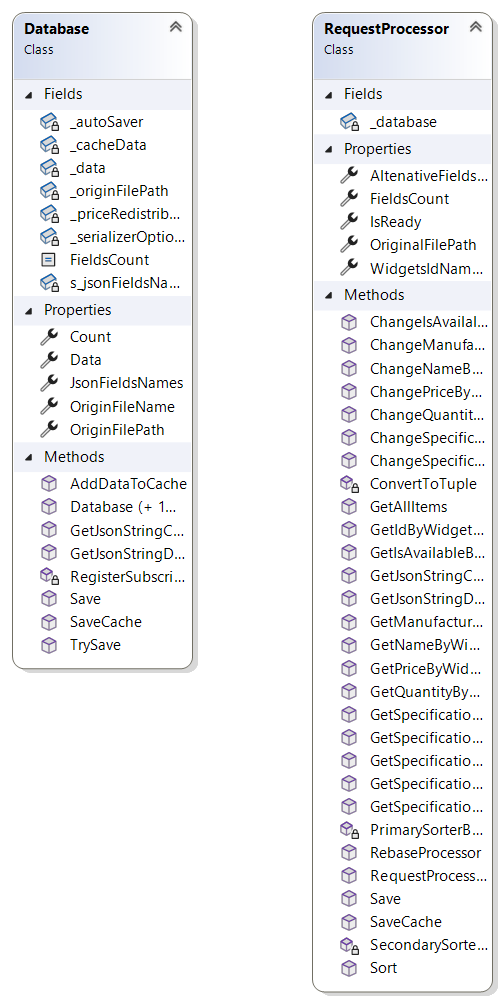 Database
Class
Fields
_autoSaver
_cacheData
_data
_originFilePath
_priceRedistrib...
_serializerOptio...
FieldsCount
s_jsonFieldsNa...
Properties
Count
Data
JsonFieldsNames
OriginFileName
OriginFilePath
Methods
AddDataToCache
Database (+ 1...
GetJsonStringC...
GetJsonStringD...
RegisterSubscri...
Save
SaveCache
TrySave
RequestProcessor
Class
Fields
_database
Properties
AltenativeFields...
FieldsCount
IsReady
OriginalFilePath
WidgetsIdNam...
Methods
ChangeIsAvailal...
ChangeManufa...
ChangeNameB...
ChangePriceBy...
ChangeQuantit...
ChangeSpecific...
ChangeSpecific...
ConvertToTuple
GetAllItems
GetIdByWidget...
GetIsAvailableB...
GetJsonStringC...
GetJsonStringD...
GetManufactur...
GetNameByWi...
GetPriceByWid...
GetQuantityBy...
GetSpecificatio...
GetSpecificatio...
GetSpecificatio...
GetSpecificatio...
GetSpecificatio...
PrimarySorterB...
RebaseProcessor
RequestProcess...
Save
SaveCache
SecondarySorte...
Sort